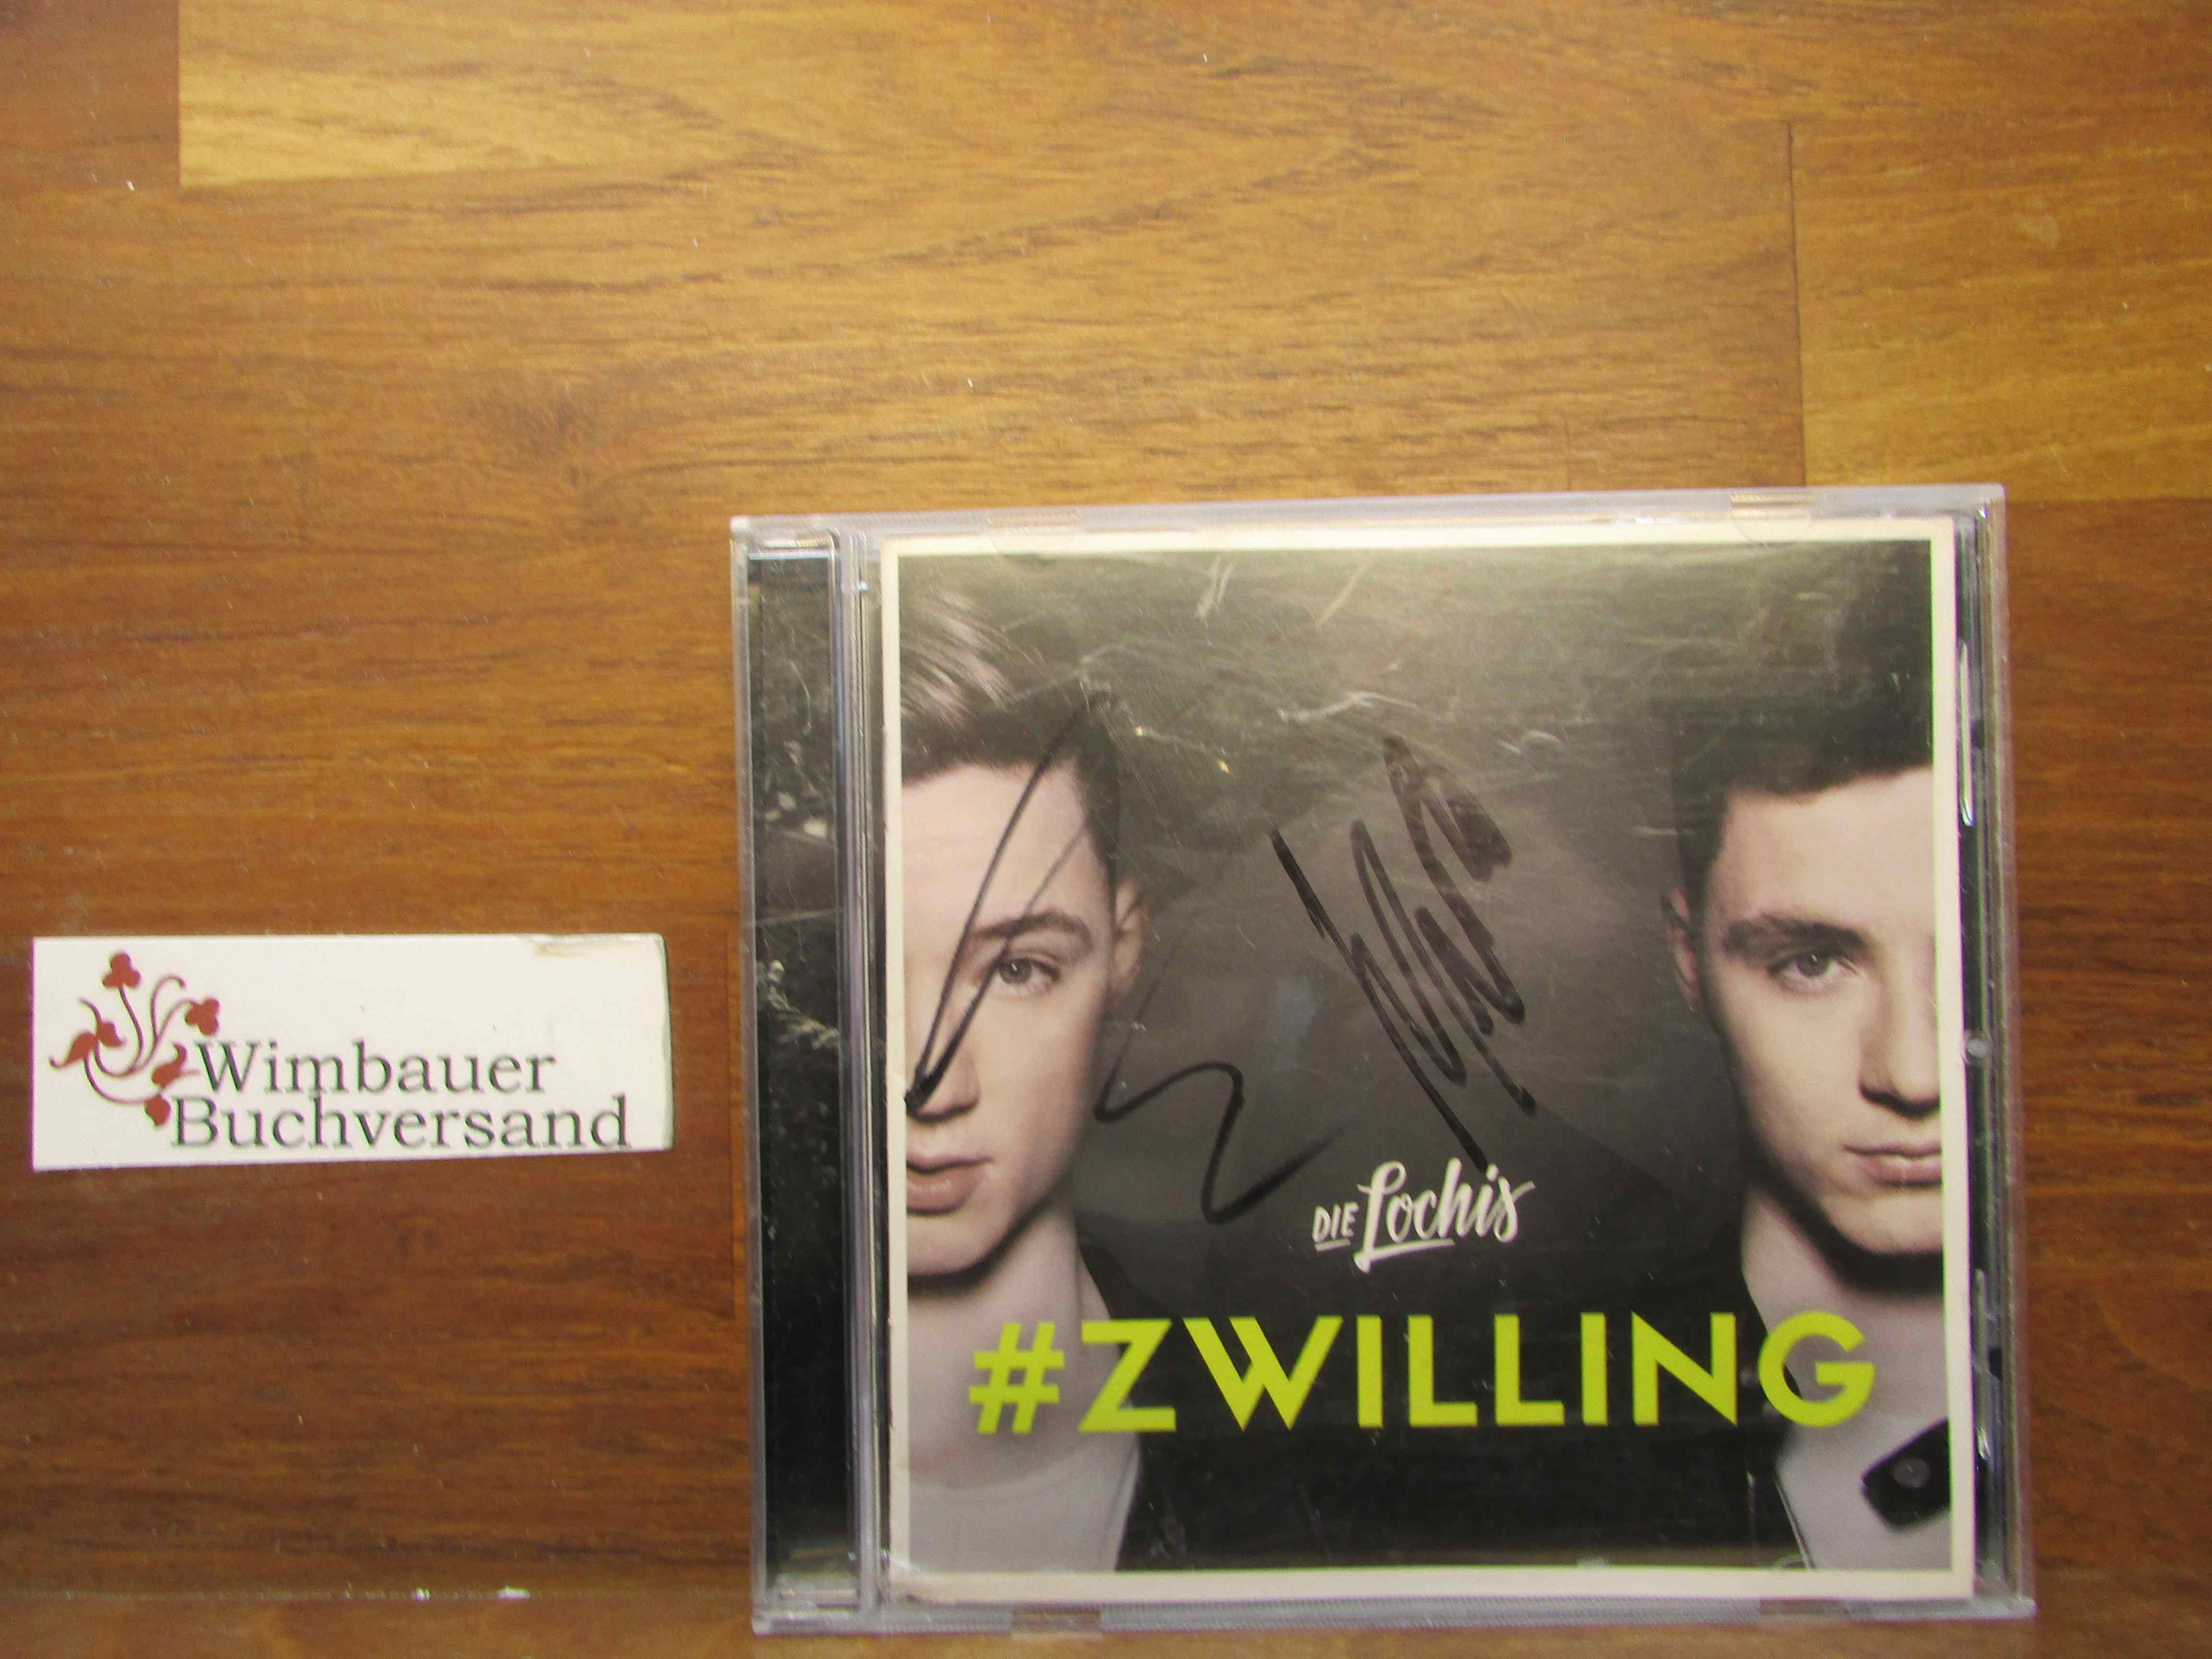 Wimbauer
Buchversand
DIE Lochis
#ZWILLING